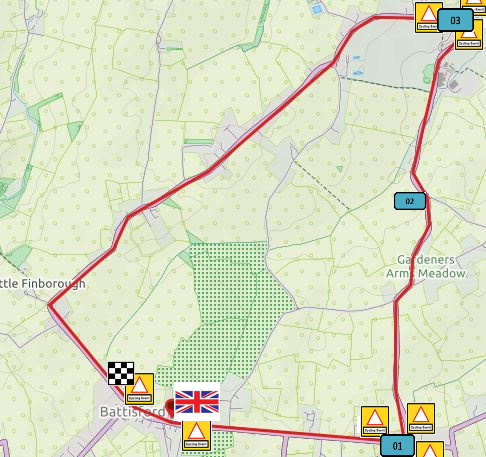 03
02
Gardeners
Arms Meadow
ttle Finborough
Battisford
01